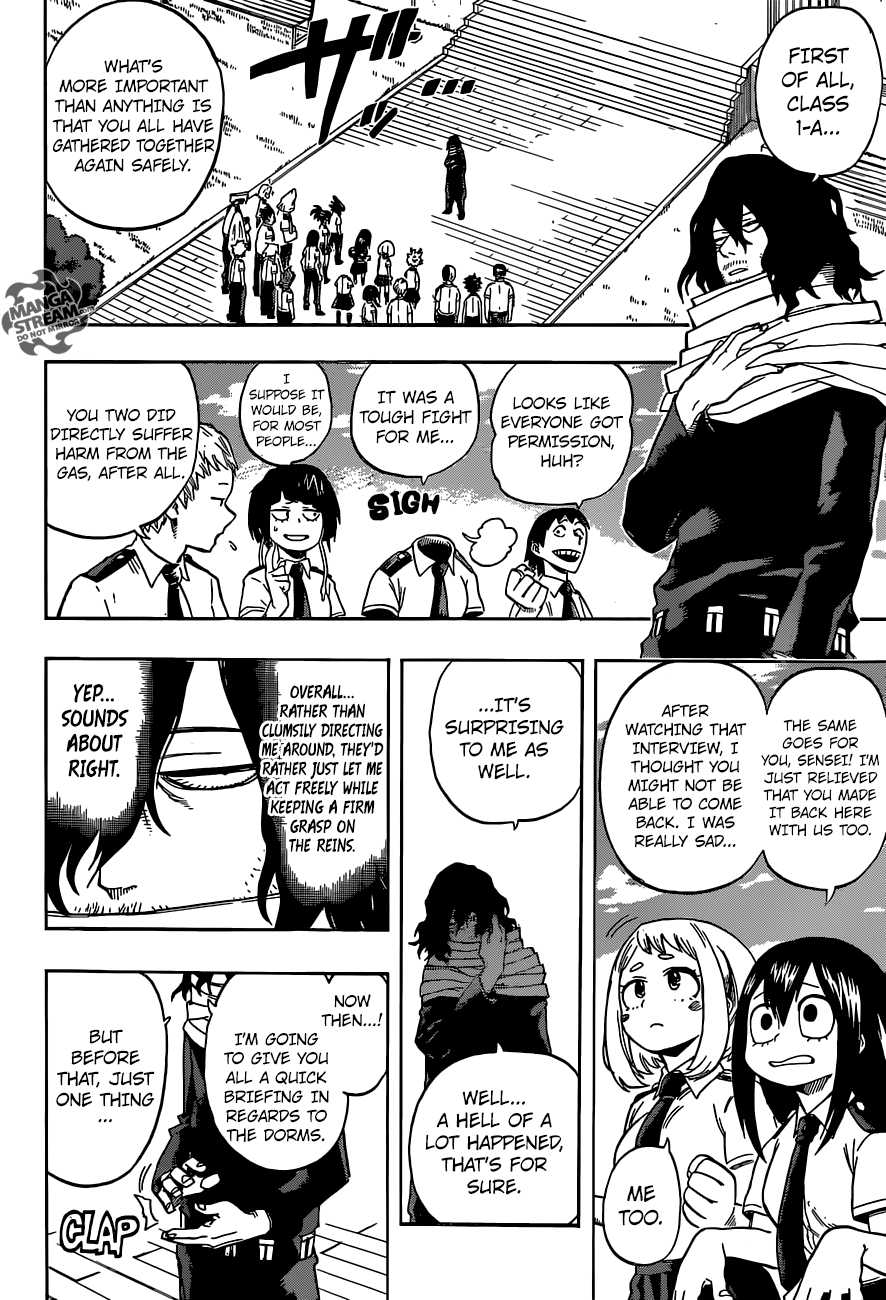 FIRST
OF ALL,
CLASS
1-A...
WHAT'S
MORE IMPORTANT
THAN ANYTHING IS
THAT YOU ALL HAVE
GATHERED TOGETHER
AGAIN SAFELY.
ザッ
MANGA
STREAM.COM
DO NOT MIRROR
LOOKS LIKE
EVERYONE GOT
PERMISSION,
HUH?
IT WAS A
TOUGH FIGHT
FOR ME...
SIGH
I
SUPPOSE IT
WOULD BE,
FOR MOST
PEOPLE...
YOU TWO DID
DIRECTLY SUFFER
HARM FROM THE
GAS, AFTER ALL.
THE SAME
GOES FOR
YOU, SENSEI! I'M
JUST RELIEVED
THAT YOU MADE
IT BACK HERE
WITH US TOO.
AFTER
WATCHING THAT
INTERVIEW, I
THOUGHT YOU
MIGHT NOT BE
ABLE TO COME
BACK. I WAS
REALLY SAD...
ME
TOO.
...IT'S
SURPRISING
TO ME AS
WELL.
WELL...
A HELL OF A
LOT HAPPENED,
THAT'S FOR
SURE.
OVERALL...
RATHER THAN
CLUMSILY DIRECTING
ME AROUND, THEY'D
RATHER JUST LET ME
ACT FREELY WHILE
KEEPING A FIRM
GRASP ON
THE REINS.
YEP...
SOUNDS
ABOUT
RIGHT.
NOW
THEN...!
I'M GOING
TO GIVE YOU
ALL A QUICK
BRIEFING IN
REGARDS TO
THE DORMS.
BUT
BEFORE
THAT, JUST
ONE THING
...
CLAP